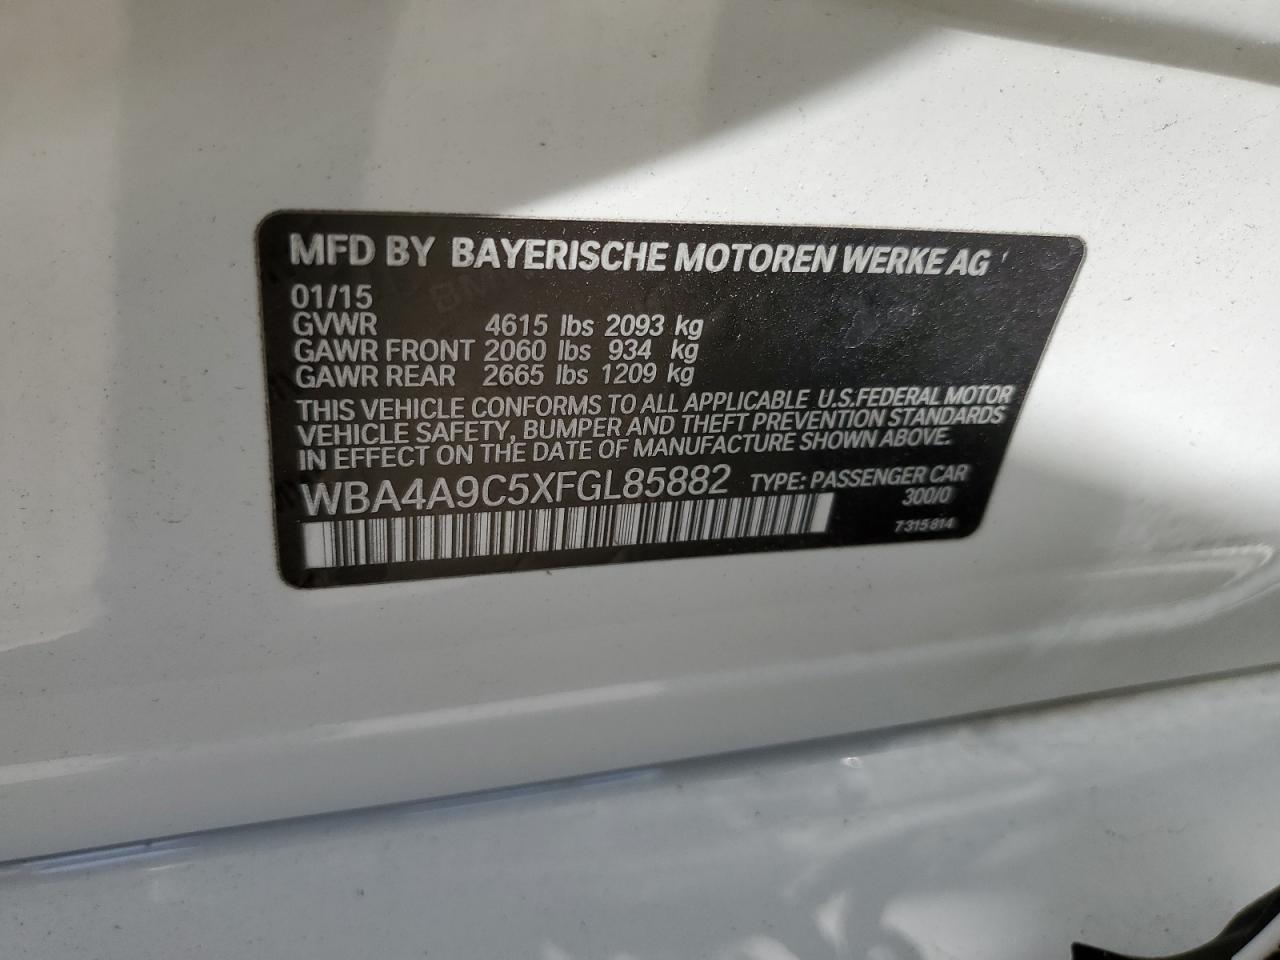 MFD BY BAYERISCHE MOTOREN WERKE AG
01/15
GVWR 4615 lbs 2093 kg
GAWR FRONT 2060 lbs 934 kg
GAWR REAR 2665 lbs 1209 kg
THIS VEHICLE CONFORMS TO ALL APPLICABLE U.S.FEDERAL MOTOR
VEHICLE SAFETY, BUMPER AND THEFT PREVENTION STANDARDS
IN EFFECT ON THE DATE OF MANUFACTURE SHOWN ABOVE.
WBA4A9C5XFGL85882 TYPE: PASSENGER CAR
300/0
7 315 814